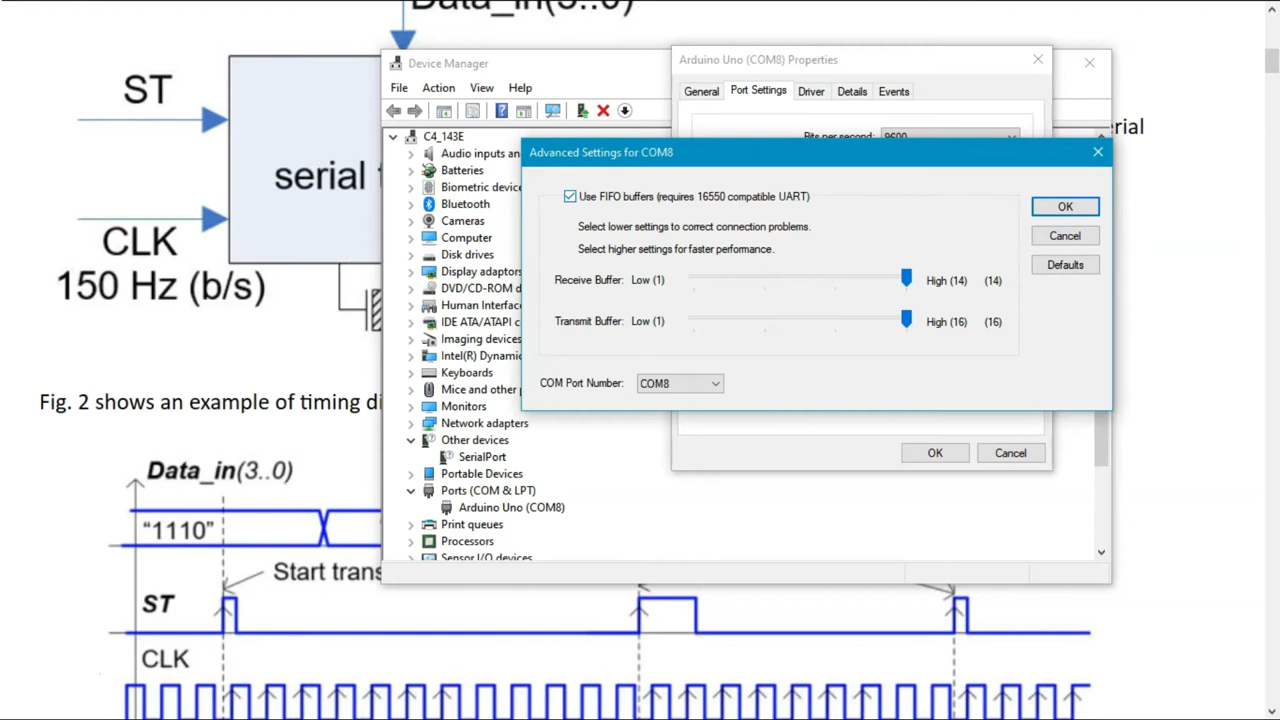 Data_in(3..0)
ST
serial
CLK
150 Hz (b/s)
Fig. 2 shows an example of timing di
Data_in(3..0)
"1110"
Start trans
ST
CLK
erial
Device Manager
File Action View Help
C4_143E
Audio inputs an
Batteries
Biometric device
Bluetooth
Cameras
Computer
Disk drives
Display adaptors
DVD/CD-ROM d
Human Interfac
IDE ATA/ATAPI c
Imaging devices
Intel(R) Dynamic
Keyboards
Mice and other p
Monitors
Network adapters
Other devices
SerialPort
Portable Devices
Ports (COM & LPT)
Arduino Uno (COM8)
Print queues
Processors
Sensor I/O devices
Arduino Uno (COM8) Properties
General Port Settings Driver Details Events
Bits per second: 9600
OK Cancel
Advanced Settings for COM8
Use FIFO buffers (requires 16550 compatible UART)
OK
Select lower settings to correct connection problems.
Cancel
Select higher settings for faster performance.
Defaults
Receive Buffer: Low (1) High (14) (14)
Transmit Buffer: Low (1) High (16) (16)
COM Port Number: COM8